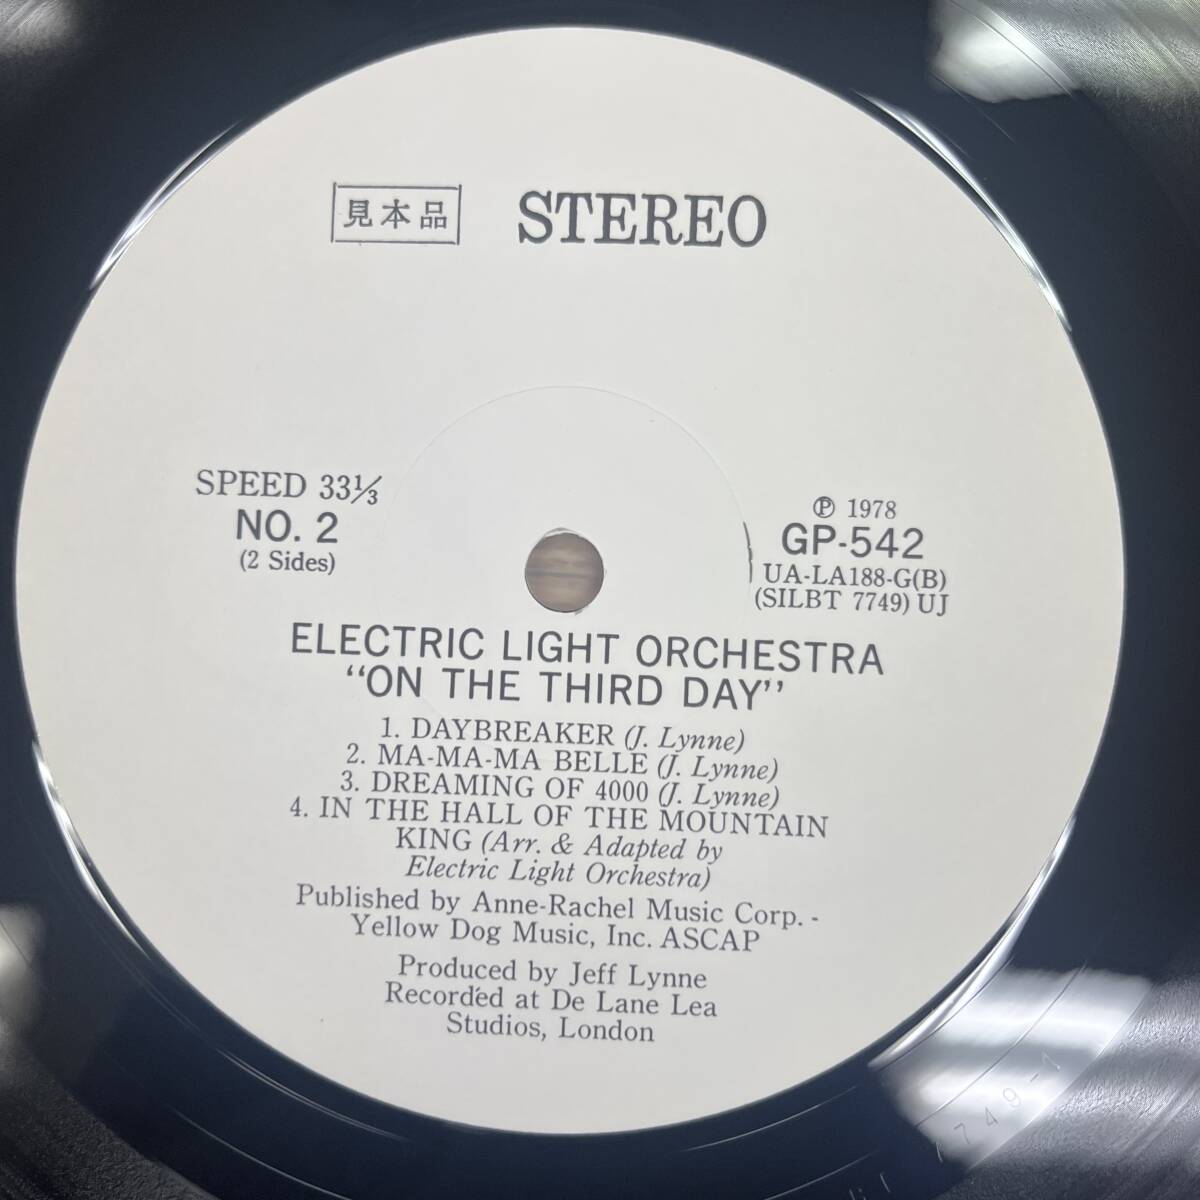 見本品 STEREO
SPEED 33⅓
NO. 2
(2 Sides)
℗ 1978
GP-542
UA-LA188-G(B)
(SILBT 7749) UJ
ELECTRIC LIGHT ORCHESTRA
“ON THE THIRD DAY”
1. DAYBREAKER (J. Lynne)
2. MA-MA-MA BELLE (J. Lynne)
3. DREAMING OF 4000 (J. Lynne)
4. IN THE HALL OF THE MOUNTAIN
KING (Arr. & Adapted by
Electric Light Orchestra)
Published by Anne-Rachel Music Corp. -
Yellow Dog Music, Inc. ASCAP
Produced by Jeff Lynne
Recorded at De Lane Lea
Studios, London